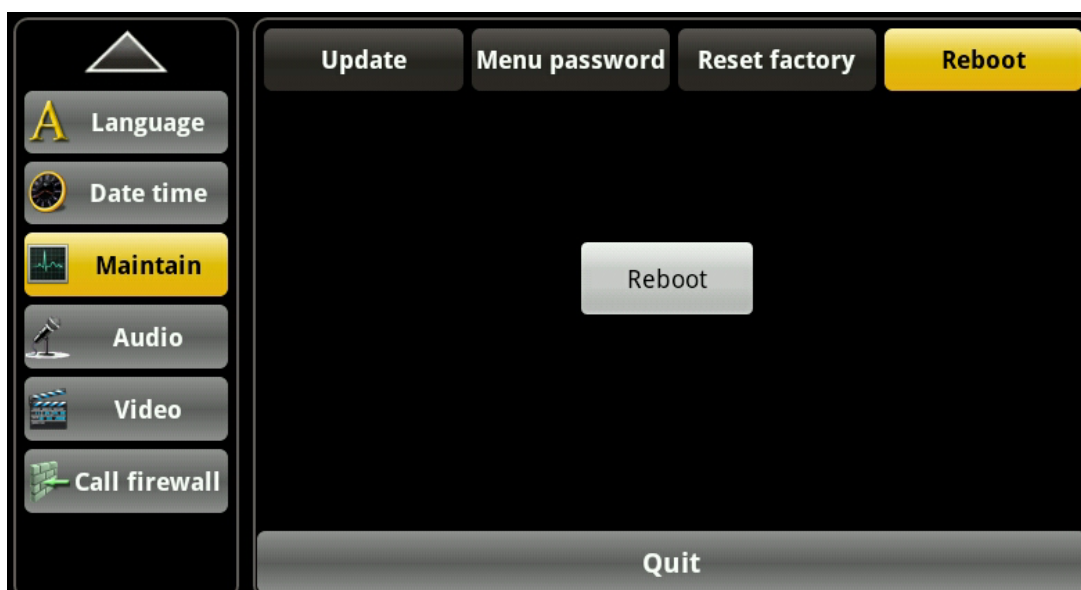 Update
Menu password
Reset factory
Reboot
Language
Date time
Maintain
Audio
Video
Call firewall
Reboot
Quit